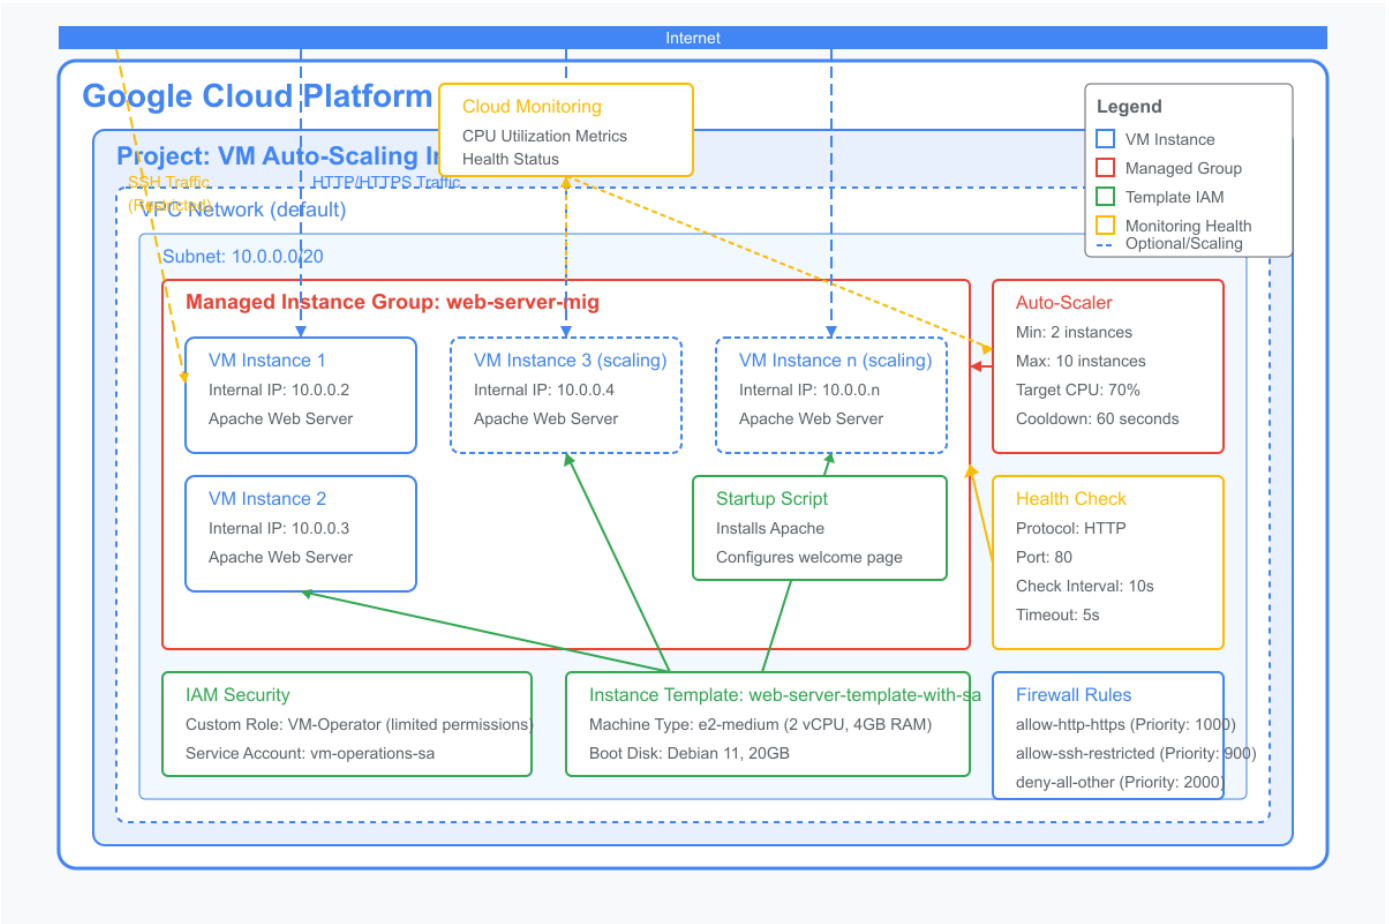 Internet
Google Cloud Platform
Cloud Monitoring
CPU Utilization Metrics
Health Status
Legend
VM Instance
Managed Group
Template IAM
Monitoring Health
Optional/Scaling
Project: VM Auto-Scaling
SSH Traffic
(Restricted)
HTTP/HTTPS Traffic
VPC Network (default)
Subnet: 10.0.0.0/20
Managed Instance Group: web-server-mig
VM Instance 1
Internal IP: 10.0.0.2
Apache Web Server
VM Instance 3 (scaling)
Internal IP: 10.0.0.4
Apache Web Server
VM Instance n (scaling)
Internal IP: 10.0.0.n
Apache Web Server
Auto-Scaler
Min: 2 instances
Max: 10 instances
Target CPU: 70%
Cooldown: 60 seconds
VM Instance 2
Internal IP: 10.0.0.3
Apache Web Server
Startup Script
Installs Apache
Configures welcome page
Health Check
Protocol: HTTP
Port: 80
Check Interval: 10s
Timeout: 5s
IAM Security
Custom Role: VM-Operator (limited permissions)
Service Account: vm-operations-sa
Instance Template: web-server-template-with-sa
Machine Type: e2-medium (2 vCPU, 4GB RAM)
Boot Disk: Debian 11, 20GB
Firewall Rules
allow-http-https (Priority: 1000)
allow-ssh-restricted (Priority: 900)
deny-all-other (Priority: 2000)